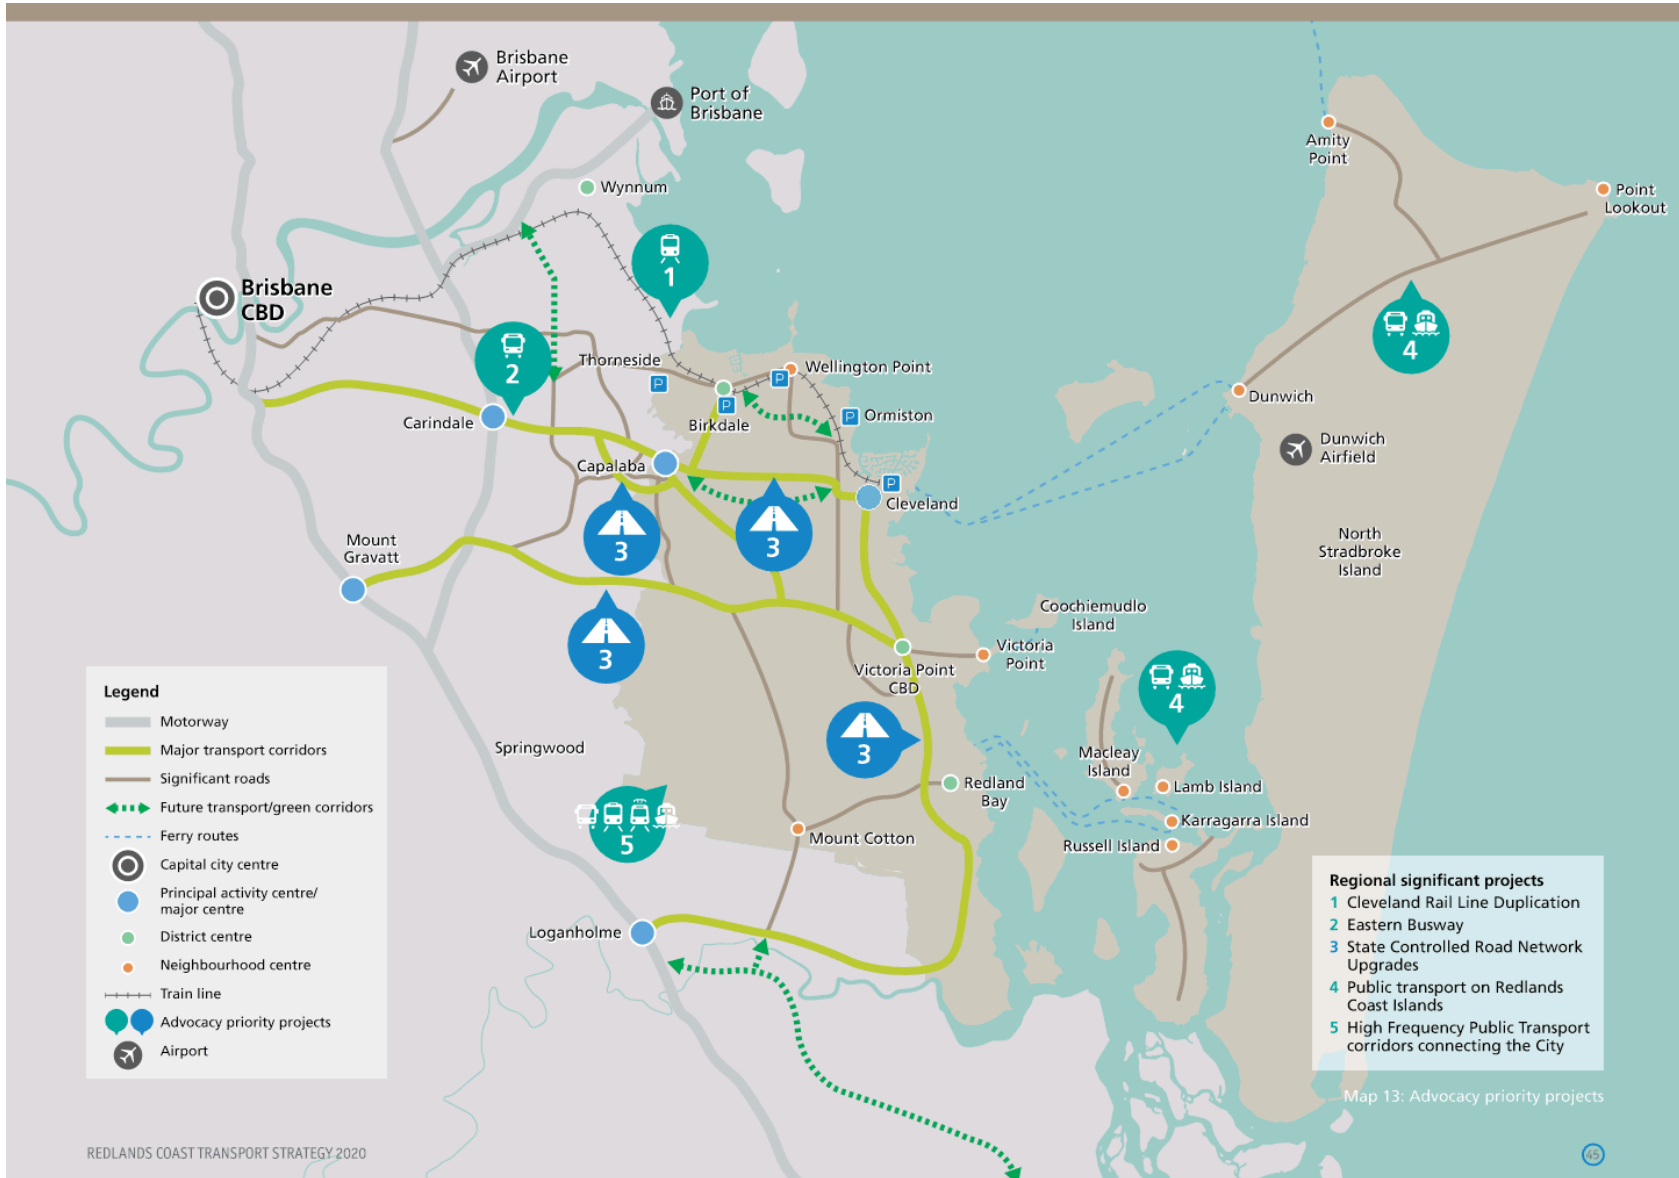 Brisbane
Airport
Port of
Brisbane
Amity
Point
Wynnum
Point
Lookout
1
Brisbane
CBD
2
4
Thorneside
Wellington Point
Dunwich
P
P
P
P
Ormiston
Carindale
Birkdale
Dunwich
Airfield
Capalaba
P
Cleveland
Mount
Gravatt
3
3
North
Stradbroke
Island
Coochiemudlo
Island
3
Victoria
Point
Victoria Point
CBD
4
Springwood
3
Macleay
Island
Redland
Bay
Lamb Island
5
Mount Cotton
Karragarra Island
Russell Island
Loganholme
Legend
Motorway
Major transport corridors
Significant roads
Future transport/green corridors
Ferry routes
Capital city centre
Principal activity centre/
major centre
District centre
Neighbourhood centre
Train line
Advocacy priority projects
Airport
Regional significant projects
1 Cleveland Rail Line Duplication
2 Eastern Busway
3 State Controlled Road Network
Upgrades
4 Public transport on Redlands
Coast Islands
5 High Frequency Public Transport
corridors connecting the City
Map 13: Advocacy priority projects
REDLANDS COAST TRANSPORT STRATEGY 2020
45